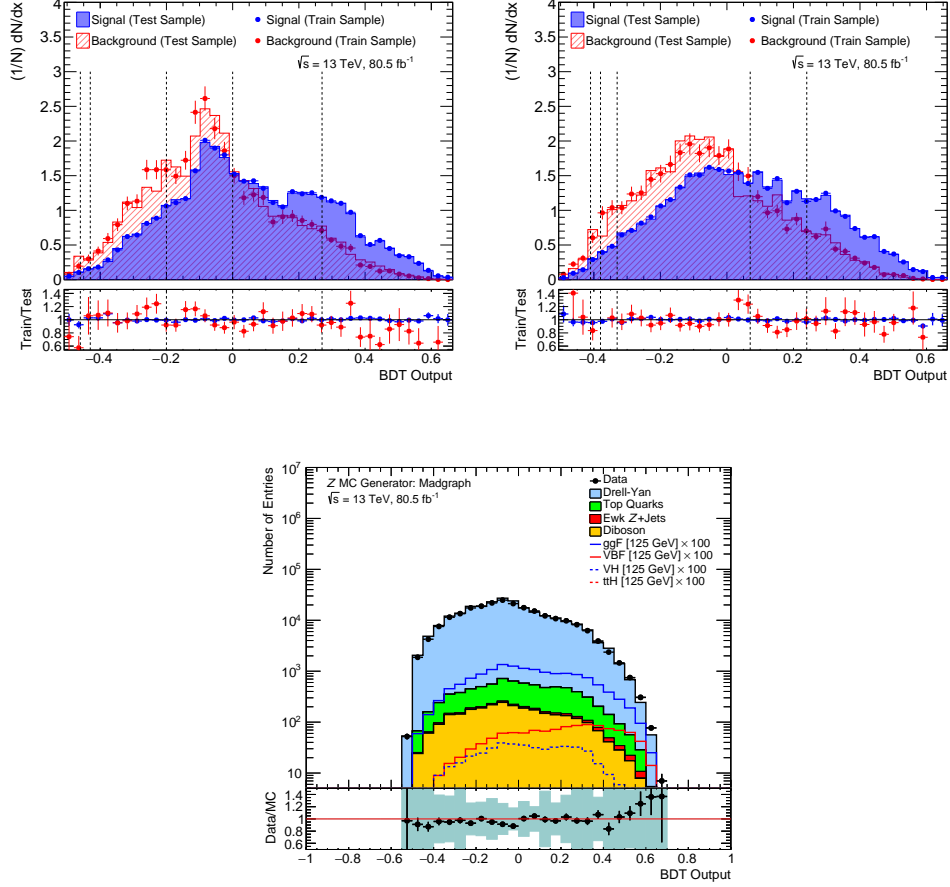 (1/N) dN/dx
Signal (Test Sample) Signal (Train Sample)
Background (Test Sample) Background (Train Sample)
√s = 13 TeV, 80.5 fb⁻¹
4
3.5
3
2.5
2
1.5
1
0.5
0
Train/Test
1.4
1.2
1.0
0.8
0.6
−0.4 −0.2 0 0.2 0.4 0.6
BDT Output
(1/N) dN/dx
Signal (Test Sample) Signal (Train Sample)
Background (Test Sample) Background (Train Sample)
√s = 13 TeV, 80.5 fb⁻¹
4
3.5
3
2.5
2
1.5
1
0.5
0
Train/Test
1.4
1.2
1.0
0.8
0.6
−0.4 −0.2 0 0.2 0.4 0.6
BDT Output
Number of Entries
Z MC Generator: Madgraph
√s = 13 TeV, 80.5 fb⁻¹
Data
Drell-Yan
Top Quarks
Ewk Z+Jets
Diboson
ggF [125 GeV] × 100
VBF [125 GeV] × 100
VH [125 GeV] × 100
ttH [125 GeV] × 100
10⁷
10⁶
10⁵
10⁴
10³
10²
10
Data/MC
1.4
1.2
1.0
0.8
0.6
−1 −0.8 −0.6 −0.4 −0.2 0 0.2 0.4 0.6 0.8 1
BDT Output